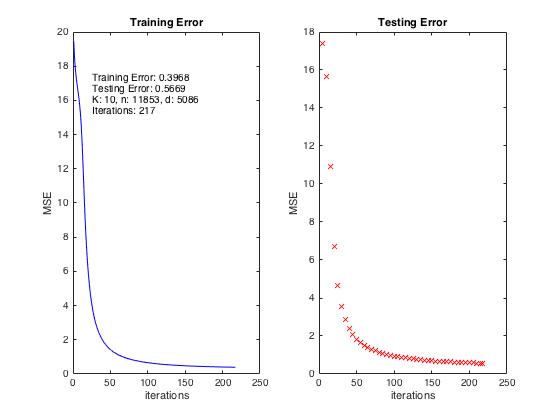 Training Error
20
18
16
14
12
10
8
6
4
2
0
MSE
Training Error: 0.3968
Testing Error: 0.5669
K: 10, n: 11853, d: 5086
Iterations: 217
0 50 100 150 200 250
iterations
Testing Error
18
16
14
12
10
8
6
4
2
0
MSE
0 50 100 150 200 250
iterations